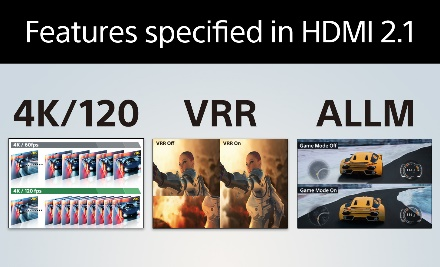 Features specified in HDMI 2.1
4K/120 VRR ALLM
4K / 60fps
VRR Off VRR On
Game Mode Off
4K / 120 fps
Game Mode On